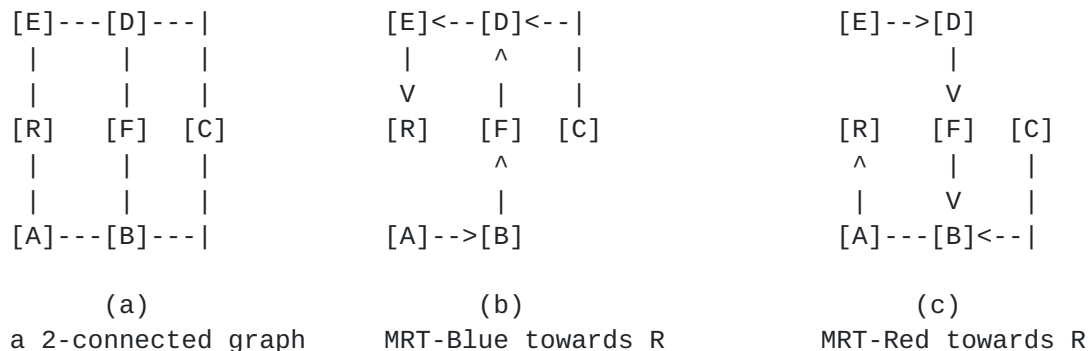 [E]---[D]---| [E]<--[D]<--| [E]-->[D]
| | | | ^ | |
| | | V | | V
[R] [F] [C] [R] [F] [C] [R] [F] [C]
| | | ^ ^ | |
| | | | | V |
[A]---[B]---| [A]-->[B] [A]---[B]<--|
(a) (b) (c)
a 2-connected graph MRT-Blue towards R MRT-Red towards R